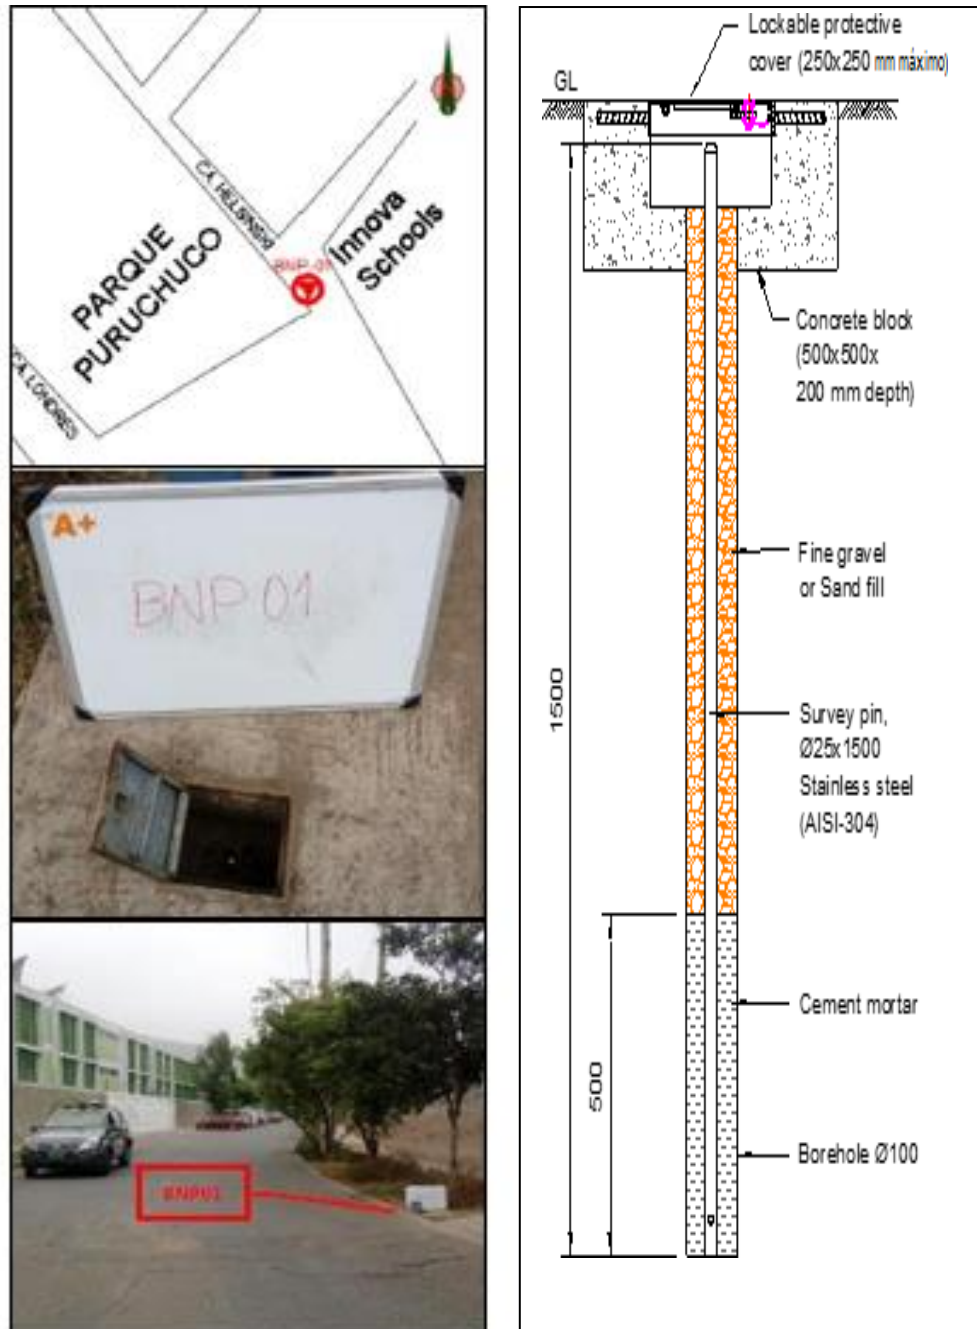 CA. HELSINSKI
BNP-01
Innova
Schools
PARQUE
PURUCHUCO
CA. LONDRES
A+
BNP 01
BNP01
Lockable protective
cover (250x250 mm máximo)
GL
Concrete block
(500x500x
200 mm depth)
Fine gravel
or Sand fill
1500
Survey pin,
Ø25x1500
Stainless steel
(AISI-304)
500
Cement mortar
Borehole Ø100